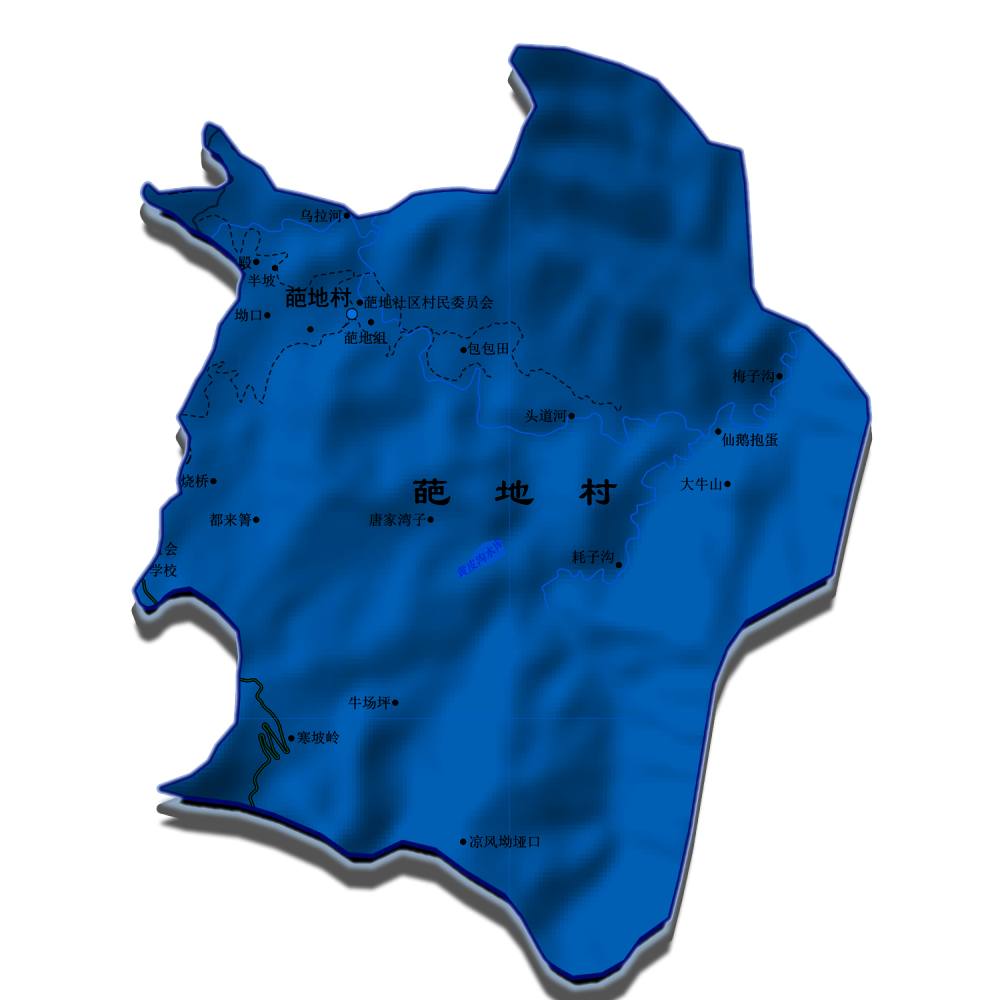 乌拉河
半坡
葩地村
葩地社区村民委员会
坳口
葩地组
包包田
梅子沟
头道河
仙鹅抱蛋
烧桥
大牛山
葩地村
都来箐
唐家湾子
黄皮沟水库
会
耗子沟
学校
牛场坪
寒坡岭
凉风坳垭口